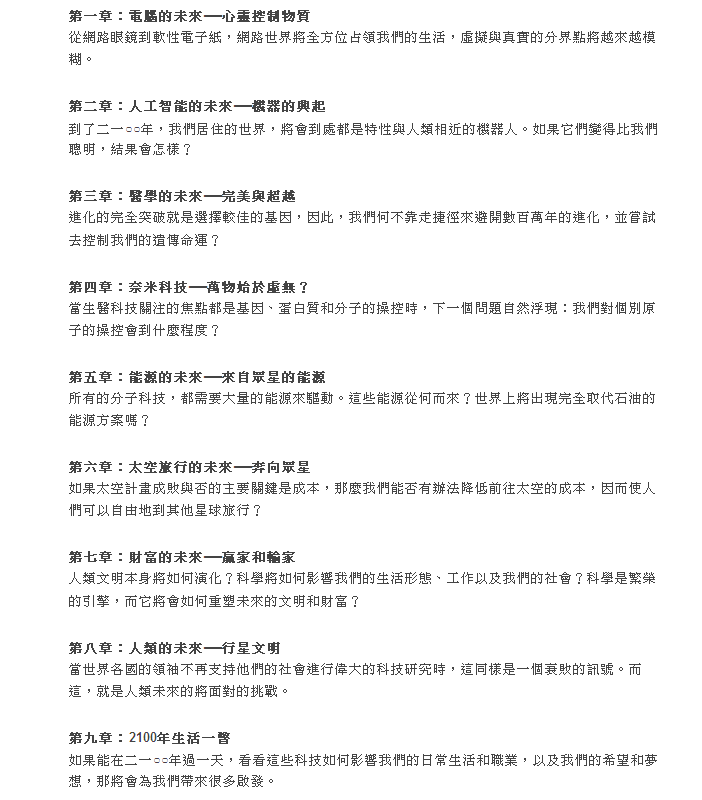 第一章：電腦的未來──心靈控制物質
從網路眼鏡到軟性電子紙，網路世界將全方位占領我們的生活，虛擬與真實的分界點將越來越模
糊。
第二章：人工智能的未來──機器的興起
到了二一○○年，我們居住的世界，將會到處都是特性與人類相近的機器人。如果它們變得比我們
聰明，結果會怎樣？
第三章：醫學的未來──完美與超越
進化的完全突破就是選擇較佳的基因，因此，我們何不靠走捷徑來避開數百萬年的進化，並嘗試
去控制我們的遺傳命運？
第四章：奈米科技──萬物始於虛無？
當生醫科技關注的焦點都是基因、蛋白質和分子的操控時，下一個問題自然浮現：我們對個別原
子的操控會到什麼程度？
第五章：能源的未來──來自眾星的能源
所有的分子科技，都需要大量的能源來驅動。這些能源從何而來？世界上將出現完全取代石油的
能源方案嗎？
第六章：太空旅行的未來──奔向眾星
如果太空計畫成敗與否的主要關鍵是成本，那麼我們能否有辦法降低前往太空的成本，因而使人
們可以自由地到其他星球旅行？
第七章：財富的未來──贏家和輸家
人類文明本身將如何演化？科學將如何影響我們的生活形態、工作以及我們的社會？科學是繁榮
的引擎，而它將會如何重塑未來的文明和財富？
第八章：人類的未來──行星文明
當世界各國的領袖不再支持他們的社會進行偉大的科技研究時，這同樣是一個衰敗的訊號。而
這，就是人類未來的將面對的挑戰。
第九章：2100年生活一瞥
如果能在二一○○年過一天，看看這些科技如何影響我們的日常生活和職業，以及我們的希望和夢
想，那將會為我們帶來很多啟發。